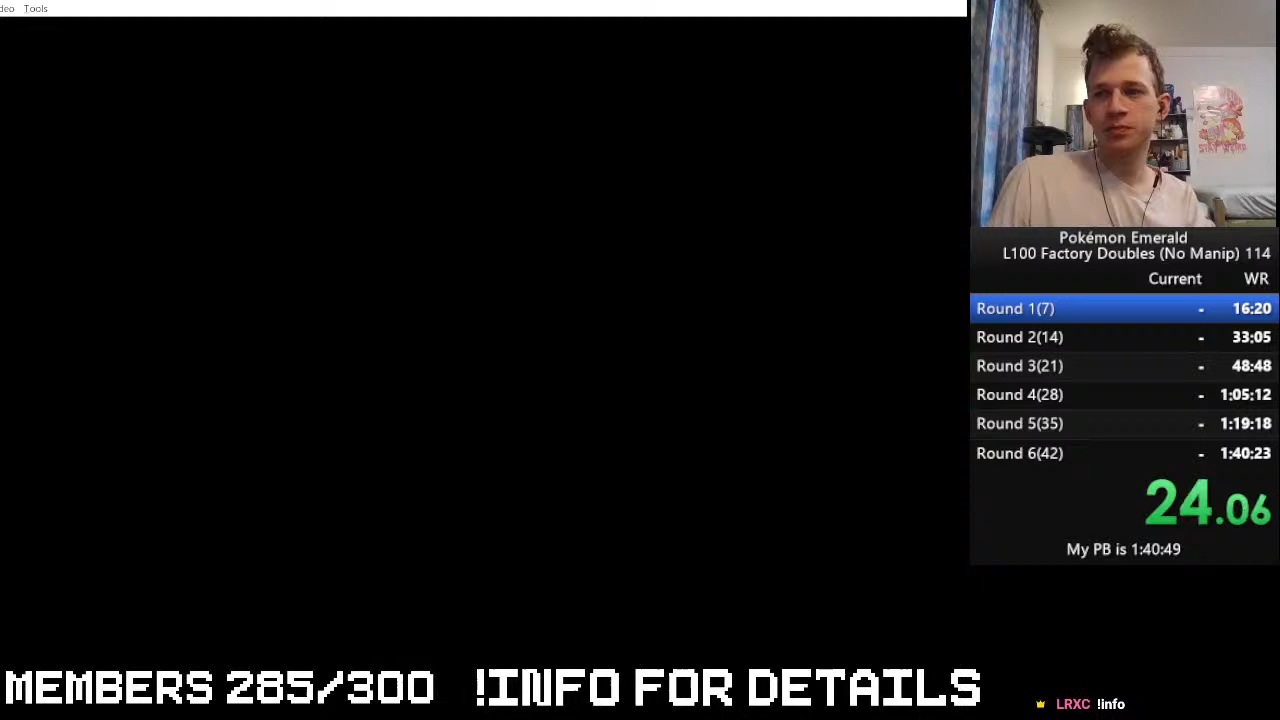 deo Tools
STAY WEIRD
Pokémon Emerald
L100 Factory Doubles (No Manip) 114
Current WR
Round 1(7) - 16:20
Round 2(14) - 33:05
Round 3(21) - 48:48
Round 4(28) - 1:05:12
Round 5(35) - 1:19:18
Round 6(42) - 1:40:23
24.06
My PB is 1:40:49
MEMBERS 285/300 !INFO FOR DETAILS
LRXC !info